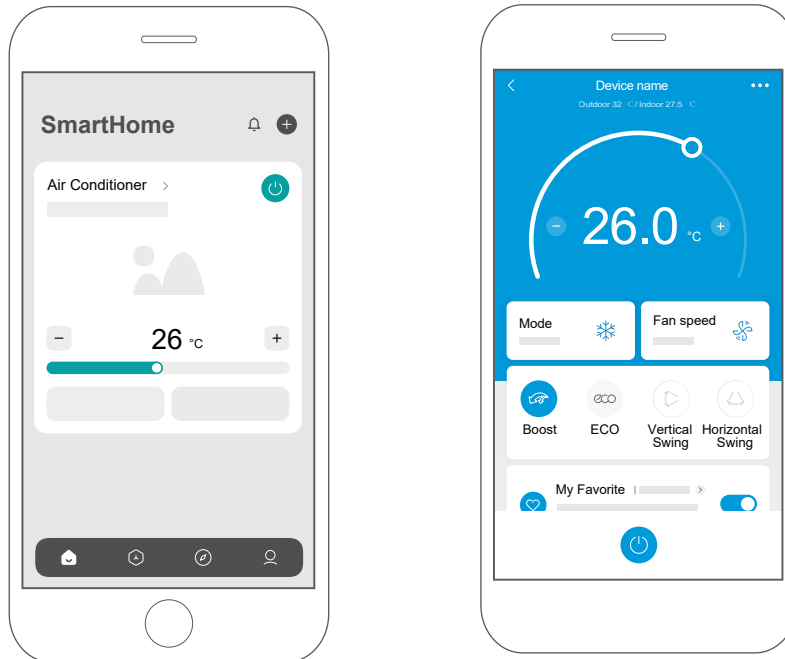 SmartHome
Air Conditioner
26 °C
Device name
Outdoor 32 C / Indoor 27.5 C
26.0 °C
Mode
Fan speed
eco
Boost
ECO
Vertical Swing
Horizontal Swing
My Favorite